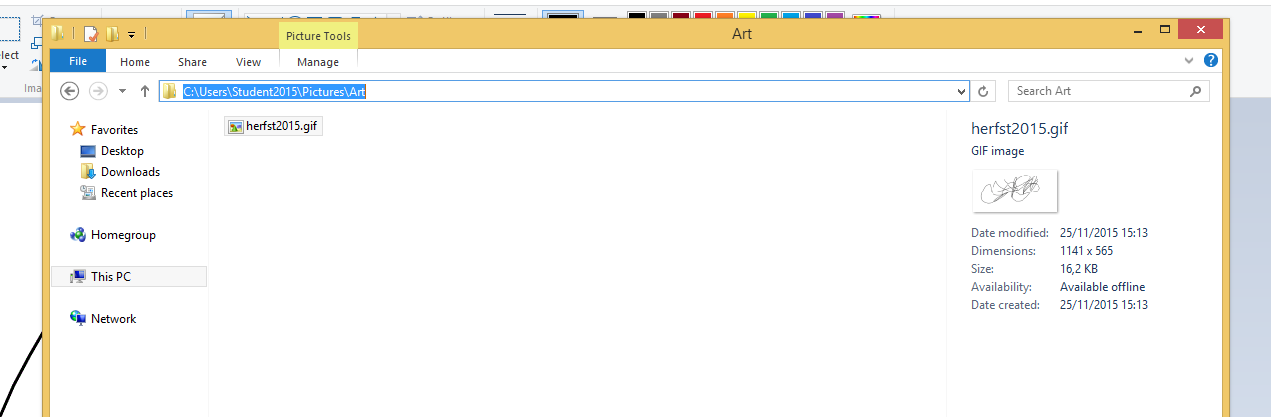 Picture Tools
Art
lect
File
Home
Share
View
Manage
Ima
C:\Users\Student2015\Pictures\Art
Search Art
Favorites
Desktop
Downloads
Recent places
Homegroup
This PC
Network
herfst2015.gif
herfst2015.gif
GIF image
Date modified: 25/11/2015 15:13
Dimensions: 1141 x 565
Size: 16,2 KB
Availability: Available offline
Date created: 25/11/2015 15:13